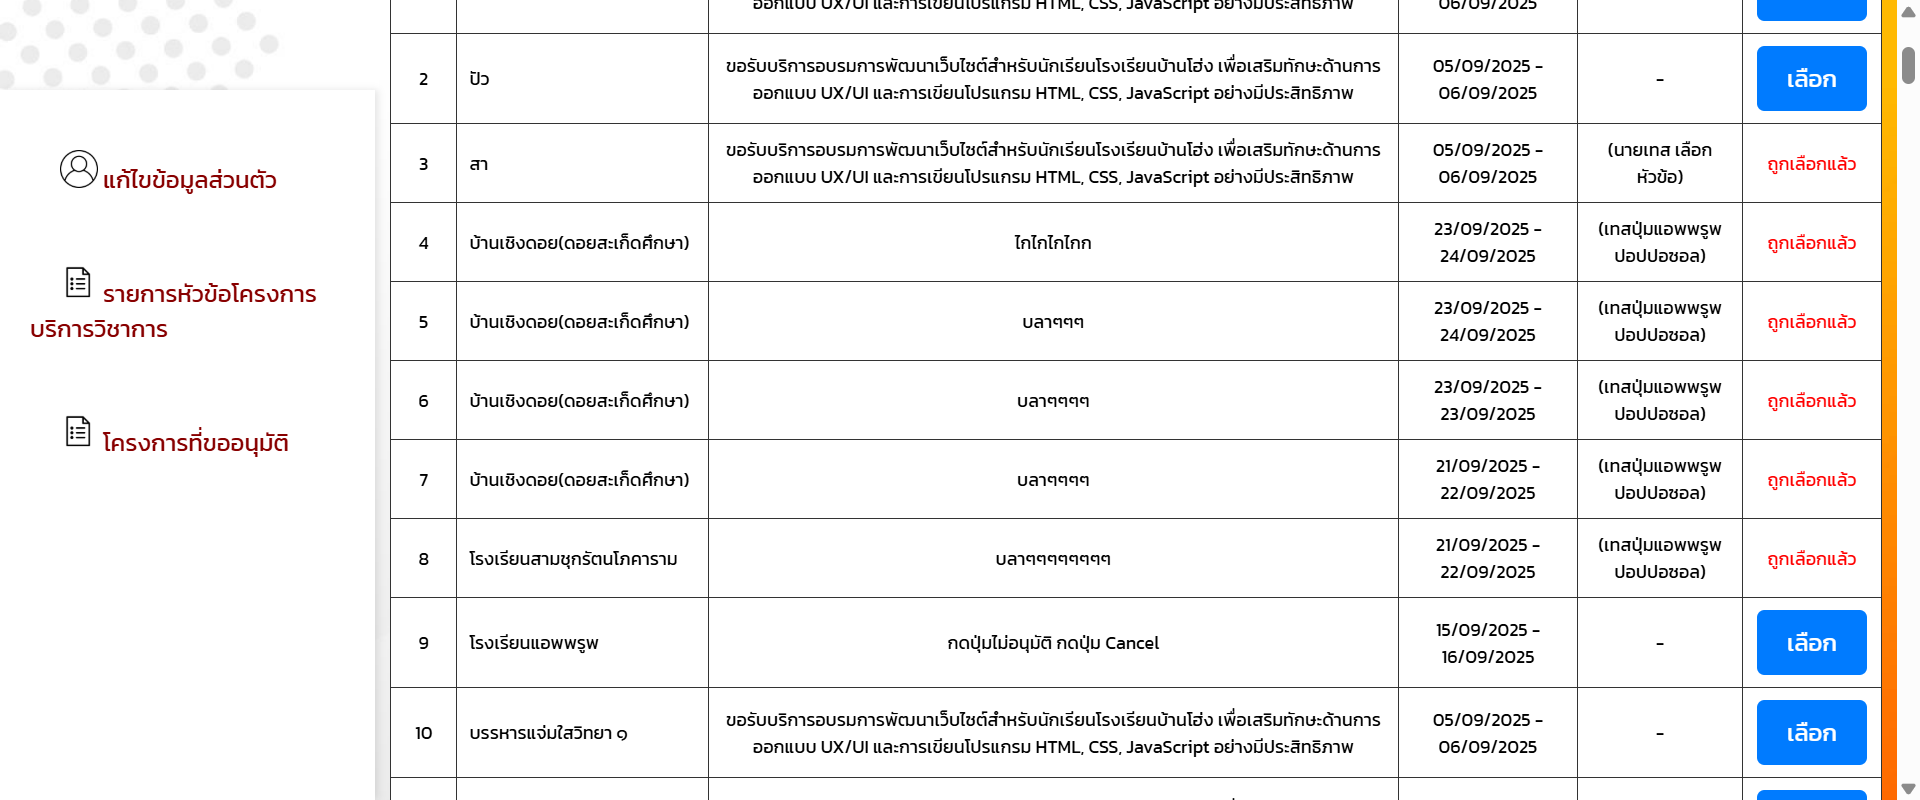 แก้ไขข้อมูลส่วนตัว
รายการหัวข้อโครงการ
บริการวิชาการ
โครงการที่ขออนุมัติ
ออกแบบ UX/UI และการเขียนโปรแกรม HTML, CSS, JavaScript อย่างมีประสิทธิภาพ
06/09/2025
2
ปัว
ขอรับบริการอบรมการพัฒนาเว็บไซต์สำหรับนักเรียนโรงเรียนบ้านโฮ่ง เพื่อเสริมทักษะด้านการ
ออกแบบ UX/UI และการเขียนโปรแกรม HTML, CSS, JavaScript อย่างมีประสิทธิภาพ
05/09/2025 -
06/09/2025
-
เลือก
3
สา
ขอรับบริการอบรมการพัฒนาเว็บไซต์สำหรับนักเรียนโรงเรียนบ้านโฮ่ง เพื่อเสริมทักษะด้านการ
ออกแบบ UX/UI และการเขียนโปรแกรม HTML, CSS, JavaScript อย่างมีประสิทธิภาพ
05/09/2025 -
06/09/2025
(นายเทส เลือก
หัวข้อ)
ถูกเลือกแล้ว
4
บ้านเชิงดอย(ดอยสะเก็ดศึกษา)
ไกไกไกไกก
23/09/2025 -
24/09/2025
(เทสปุ่มแอพพรูพ
ปอปปอซอล)
ถูกเลือกแล้ว
5
บ้านเชิงดอย(ดอยสะเก็ดศึกษา)
บลาๆๆๆ
23/09/2025 -
24/09/2025
(เทสปุ่มแอพพรูพ
ปอปปอซอล)
ถูกเลือกแล้ว
6
บ้านเชิงดอย(ดอยสะเก็ดศึกษา)
บลาๆๆๆๆ
23/09/2025 -
23/09/2025
(เทสปุ่มแอพพรูพ
ปอปปอซอล)
ถูกเลือกแล้ว
7
บ้านเชิงดอย(ดอยสะเก็ดศึกษา)
บลาๆๆๆๆ
21/09/2025 -
22/09/2025
(เทสปุ่มแอพพรูพ
ปอปปอซอล)
ถูกเลือกแล้ว
8
โรงเรียนสามชุกรัตนโภคาราม
บลาๆๆๆๆๆๆๆๆ
21/09/2025 -
22/09/2025
(เทสปุ่มแอพพรูพ
ปอปปอซอล)
ถูกเลือกแล้ว
9
โรงเรียนแอพพรูพ
กดปุ่มไม่อนุมัติ กดปุ่ม Cancel
15/09/2025 -
16/09/2025
-
เลือก
10
บรรหารแจ่มใสวิทยา ๑
ขอรับบริการอบรมการพัฒนาเว็บไซต์สำหรับนักเรียนโรงเรียนบ้านโฮ่ง เพื่อเสริมทักษะด้านการ
ออกแบบ UX/UI และการเขียนโปรแกรม HTML, CSS, JavaScript อย่างมีประสิทธิภาพ
05/09/2025 -
06/09/2025
-
เลือก